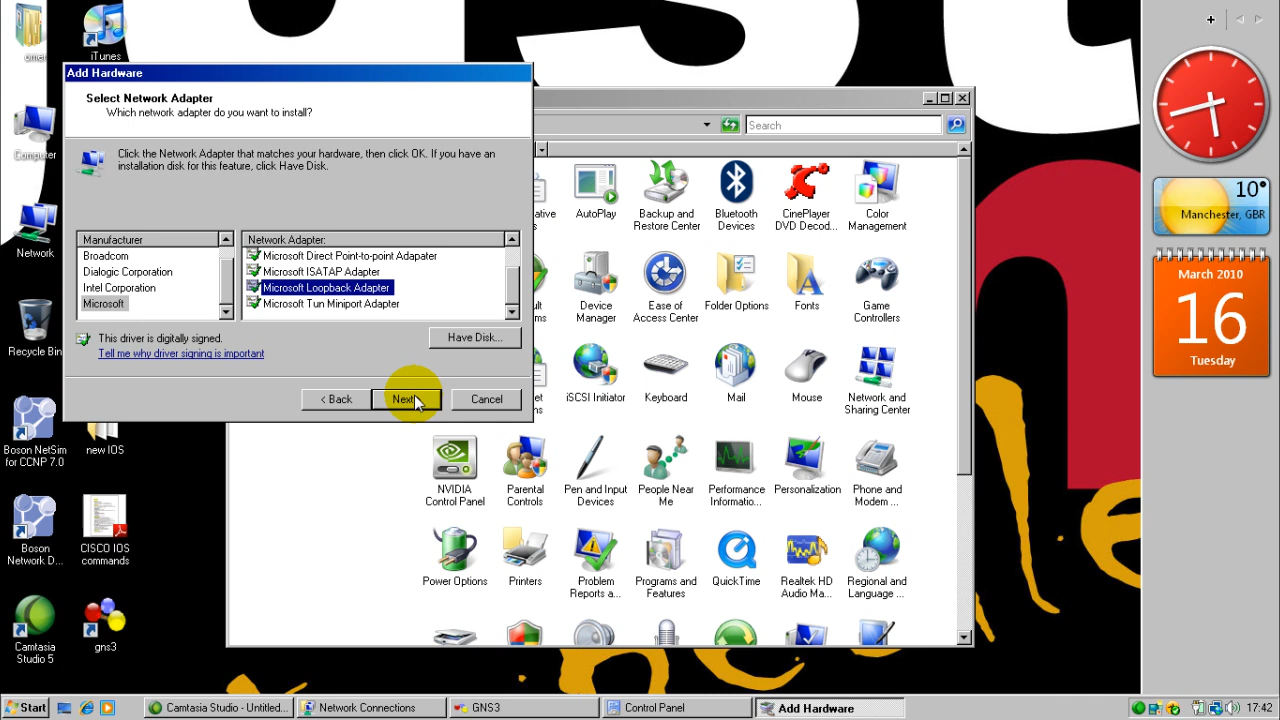 omer
iTunes
Computer
Network
Recycle Bin
Boson NetSim
for CCNP 7.0
new IOS
Boson
Network D...
CISCO IOS
commands
Camtasia
Studio 5
gns3
Add Hardware
Select Network Adapter
Which network adapter do you want to install?
Click the Network Adapter that matches your hardware, then click OK. If you have an
installation disk for this feature, click Have Disk.
Manufacturer
Broadcom
Dialogic Corporation
Intel Corporation
Microsoft
Network Adapter:
Microsoft Direct Point-to-point Adapater
Microsoft ISATAP Adapter
Microsoft Loopback Adapter
Microsoft Tun Miniport Adapter
This driver is digitally signed.
Tell me why driver signing is important
Have Disk...
< Back
Next
Cancel
Search
AutoPlay
Backup and
Restore Center
Bluetooth
Devices
CinePlayer
DVD Decod...
Color
Management
Device
Manager
Ease of
Access Center
Folder Options
Fonts
Game
Controllers
iSCSI Initiator
Keyboard
Mail
Mouse
Network and
Sharing Center
NVIDIA
Control Panel
Parental
Controls
Pen and Input
Devices
People Near
Me
Performance
Informatio...
Personalization
Phone and
Modem ...
Power Options
Printers
Problem
Reports a...
Programs and
Features
QuickTime
Realtek HD
Audio Ma...
Regional and
Language ...
10°
Manchester, GBR
March 2010
16
Tuesday
Start
Camtasia Studio - Untitled...
Network Connections
GNS3
Control Panel
Add Hardware
17:42